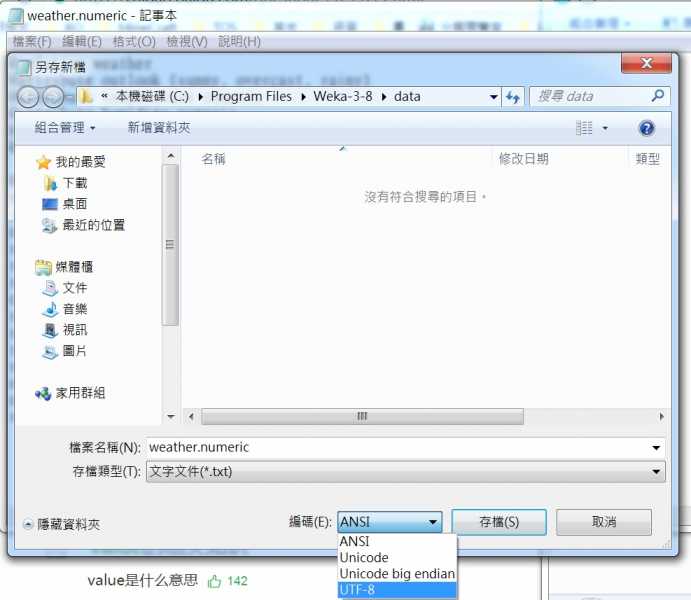 weather.numeric - 記事本
檔案(F) 編輯(E) 格式(O) 檢視(V) 說明(H)
另存新檔
« 本機磁碟 (C:) Program Files Weka-3-8 data 搜尋 data
組合管理 新增資料夾
名稱 修改日期 類型
沒有符合搜尋的項目。
我的最愛
下載
桌面
最近的位置
媒體櫃
文件
音樂
視訊
圖片
家用群組
檔案名稱(N): weather.numeric
存檔類型(T): 文字文件(*.txt)
隱藏資料夾 編碼(E): ANSI 存檔(S) 取消
ANSI
Unicode
Unicode big endian
UTF-8
value是什么意思 142